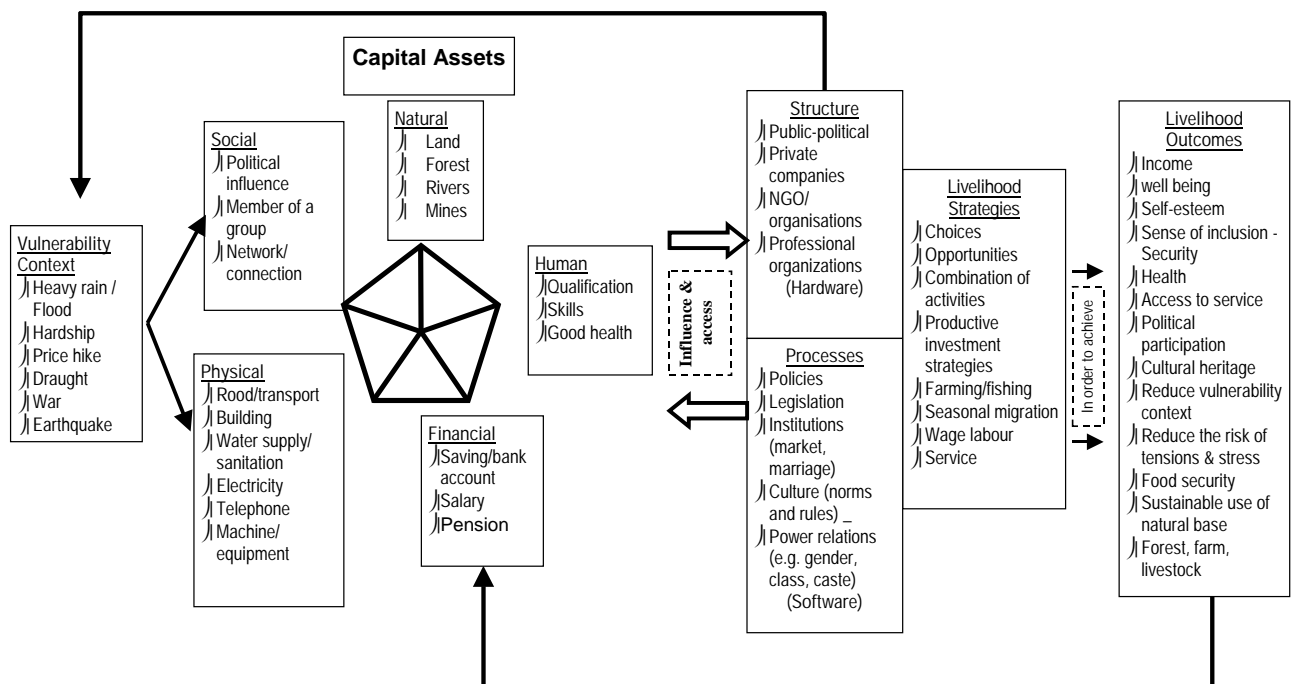 Capital Assets
Natural
Land
Forest
Rivers
Mines
Social
Political
influence
Member of a
group
Network/
connection
Vulnerability
Context
Heavy rain /
Flood
Hardship
Price hike
Draught
War
Earthquake
Physical
Rood/transport
Building
Water supply/
sanitation
Electricity
Telephone
Machine/
equipment
Human
Qualification
Skills
Good health
Financial
Saving/bank
account
Salary
Pension
Influence &
access
Structure
Public-political
Private
companies
NGO/
organisations
Professional
organizations
(Hardware)
Processes
Policies
Legislation
Institutions
(market,
marriage)
Culture (norms
and rules) _
Power relations
(e.g. gender,
class, caste)
(Software)
Livelihood
Strategies
Choices
Opportunities
Combination of
activities
Productive
investment
strategies
Farming/fishing
Seasonal migration
Wage labour
Service
In order to achieve
Livelihood
Outcomes
Income
well being
Self-esteem
Sense of inclusion -
Security
Health
Access to service
Political
participation
Cultural heritage
Reduce vulnerability
context
Reduce the risk of
tensions & stress
Food security
Sustainable use of
natural base
Forest, farm,
livestock